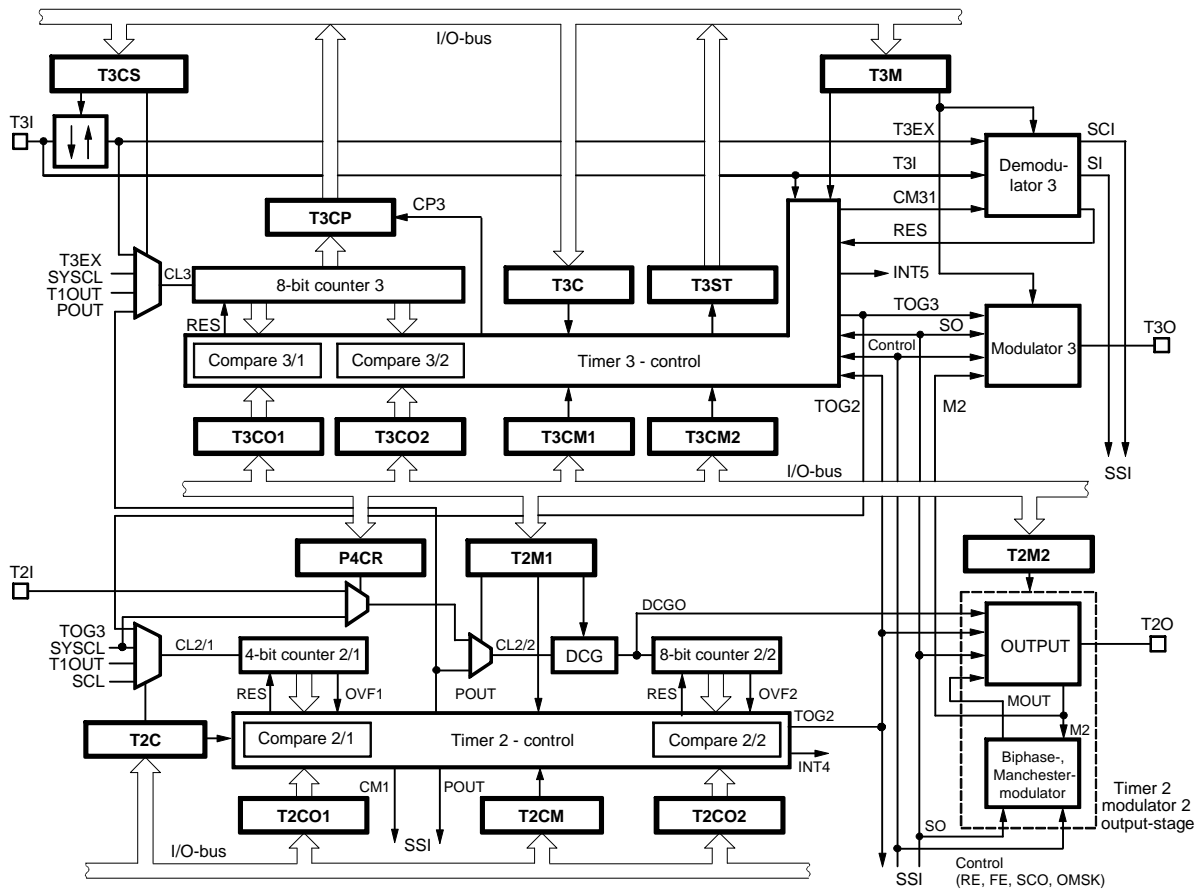 I/O-bus
T3CS
T3M
T3I
T3EX
SCI
T3I
SI
Demodu-
lator 3
CM31
T3CP
CP3
RES
T3EX
SYSCL
T1OUT
POUT
CL3
8-bit counter 3
T3C
T3ST
INT5
RES
TOG3
SO
Modulator 3
T3O
Control
Compare 3/1
Compare 3/2
Timer 3 - control
TOG2
M2
T3CO1
T3CO2
T3CM1
T3CM2
I/O-bus
SSI
P4CR
T2M1
T2M2
T2I
DCGO
TOG3
SYSCL
T1OUT
SCL
CL2/1
4-bit counter 2/1
CL2/2
DCG
8-bit counter 2/2
OUTPUT
T2O
RES
OVF1
POUT
RES
OVF2
MOUT
TOG2
M2
T2C
Compare 2/1
Timer 2 - control
Compare 2/2
INT4
Biphase-,
Manchester-
modulator
CM1
POUT
T2CO1
T2CM
T2CO2
Timer 2
modulator 2
output-stage
SSI
SO
I/O-bus
SSI
Control
(RE, FE, SCO, OMSK)